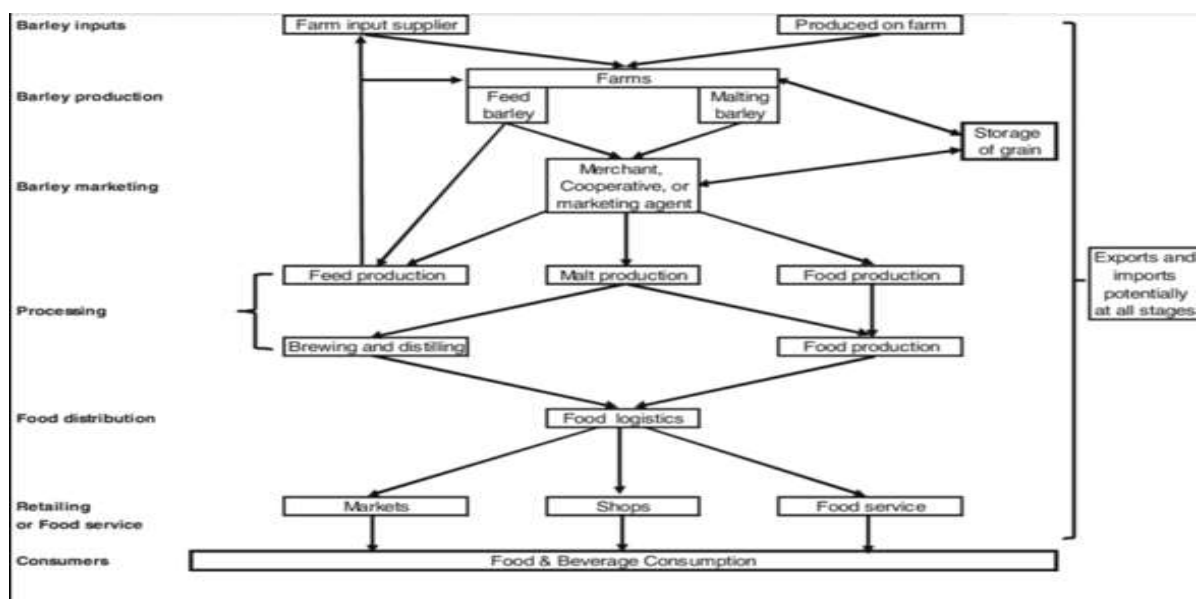 Barley inputs
Farm input supplier
Produced on farm
Farms
Barley production
Feed
barley
Malting
barley
Storage
of grain
Barley marketing
Merchant,
Cooperative, or
marketing agent
Exports and
imports
potentially
at all stages
Feed production
Malt production
Food production
Processing
Brewing and distilling
Food production
Food distribution
Food logistics
Retailing
or Food service
Markets
Shops
Food service
Consumers
Food & Beverage Consumption